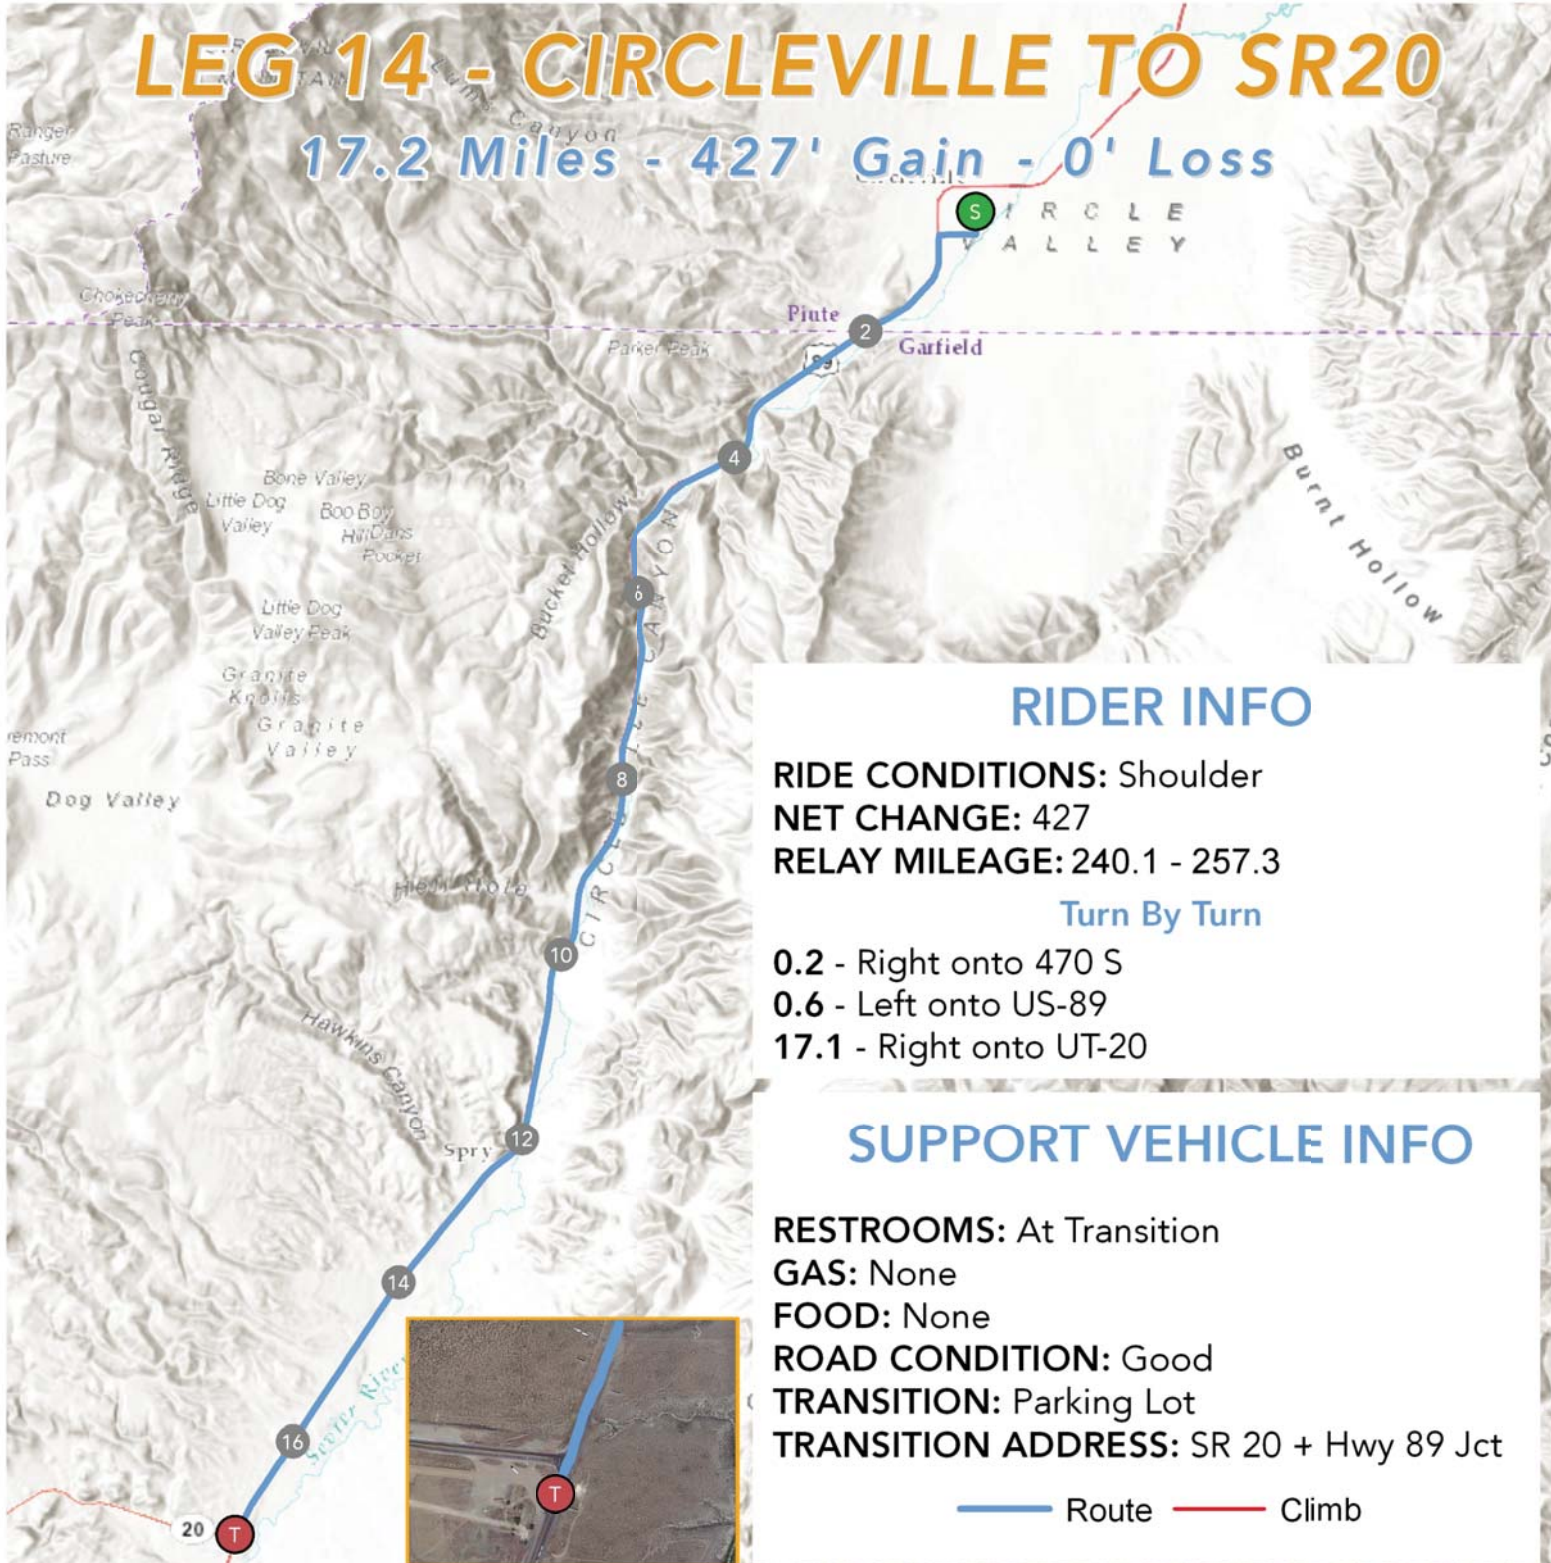 LEG 14 - CIRCLEVILLE TO SR20
17.2 Miles - 427' Gain - 0' Loss
Canyon
Ranger
Pasture
S
I R C L E
V A L L E Y
Chokecherry
Peak
Piute
2
Garfield
Parker Peak
89
Cougar Ridge
4
Bone Valley
Little Dog
Valley
Boo Boy
Hill
Dans
Pocket
Burnt Hollow
Bucket Hollow
6
Little Dog
Valley Peak
Granite
Knolls
Granite
Valley
emont
Pass
Dog Valley
8
CIRCLEVILLE CANYON
10
Hawkins Canyon
12
Spry
14
Sevier River
16
20
T
T
RIDER INFO
RIDE CONDITIONS: Shoulder
NET CHANGE: 427
RELAY MILEAGE: 240.1 - 257.3
Turn By Turn
0.2 - Right onto 470 S
0.6 - Left onto US-89
17.1 - Right onto UT-20
SUPPORT VEHICLE INFO
RESTROOMS: At Transition
GAS: None
FOOD: None
ROAD CONDITION: Good
TRANSITION: Parking Lot
TRANSITION ADDRESS: SR 20 + Hwy 89 Jct
Route
Climb